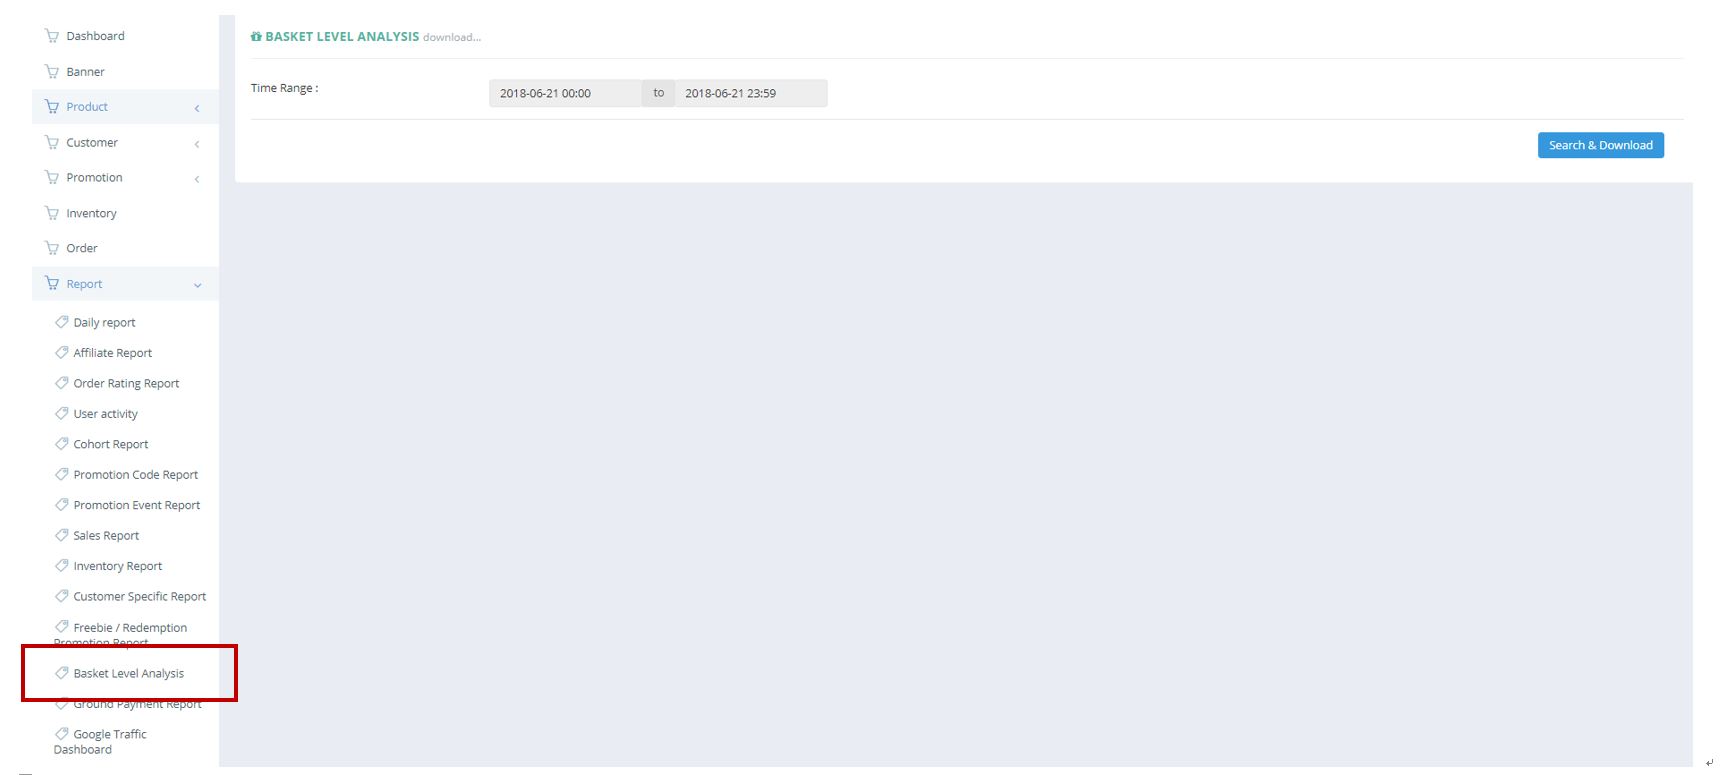 Dashboard
Banner
Product
Customer
Promotion
Inventory
Order
Report
Daily report
Affiliate Report
Order Rating Report
User activity
Cohort Report
Promotion Code Report
Promotion Event Report
Sales Report
Inventory Report
Customer Specific Report
Freebie / Redemption
Promotion Report
Basket Level Analysis
Ground Payment Report
Google Traffic
Dashboard
BASKET LEVEL ANALYSIS download...
Time Range : 2018-06-21 00:00 to 2018-06-21 23:59
Search & Download